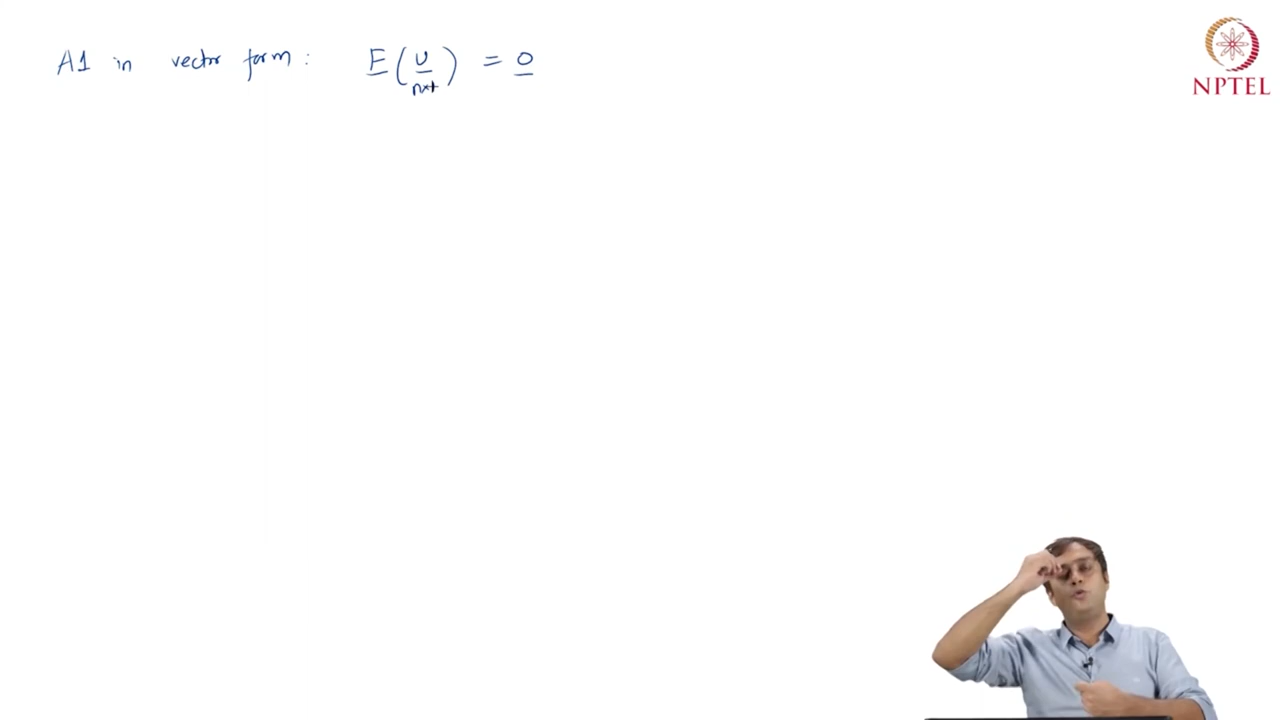 A1 in vector form : E ( U ) = 0
n×1
NPTEL